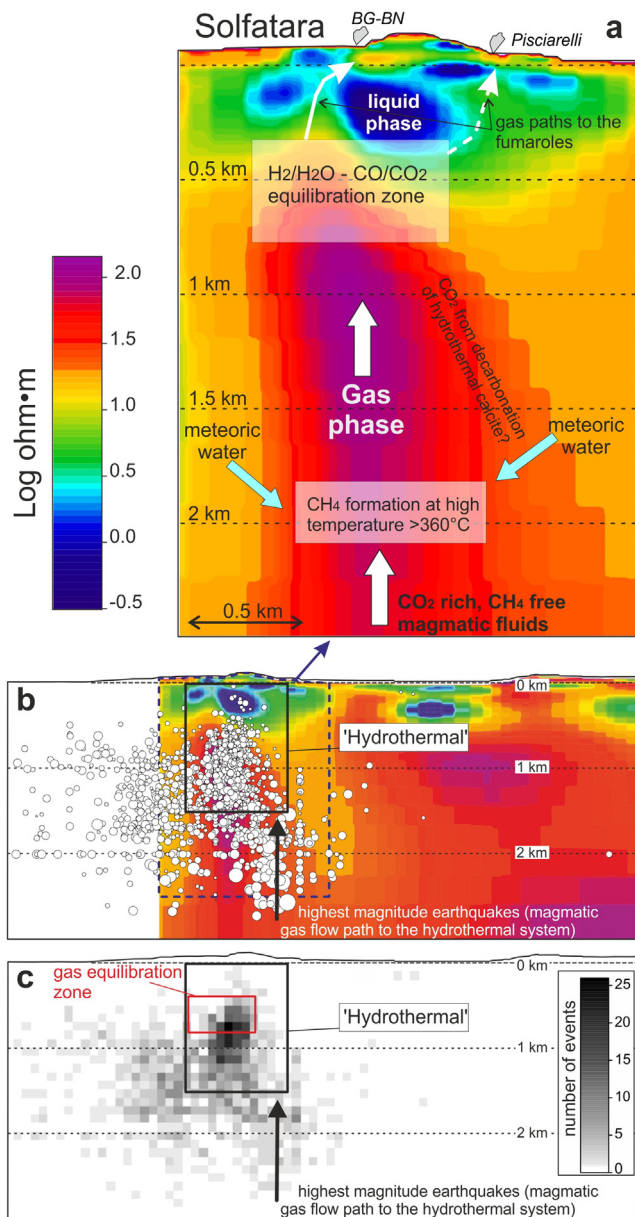 Solfatara
BG-BN
a
Pisciarelli
liquid
phase
gas paths to the
fumaroles
0.5 km
H2/H2O - CO/CO2
equilibration zone
1 km
CO2 from decarbonation
of hydrothermal calcite?
Gas
phase
1.5 km
meteoric
water
meteoric
water
CH4 formation at high
temperature >360°C
2 km
0.5 km
CO2 rich, CH4 free
magmatic fluids
Log ohm•m
2.0
1.5
1.0
0.5
0.0
-0.5
b
0 km
'Hydrothermal'
1 km
2 km
highest magnitude earthquakes (magmatic
gas flow path to the hydrothermal system)
c
gas equilibration
zone
0 km
'Hydrothermal'
1 km
2 km
number of events
25
20
15
10
5
0
highest magnitude earthquakes (magmatic
gas flow path to the hydrothermal system)